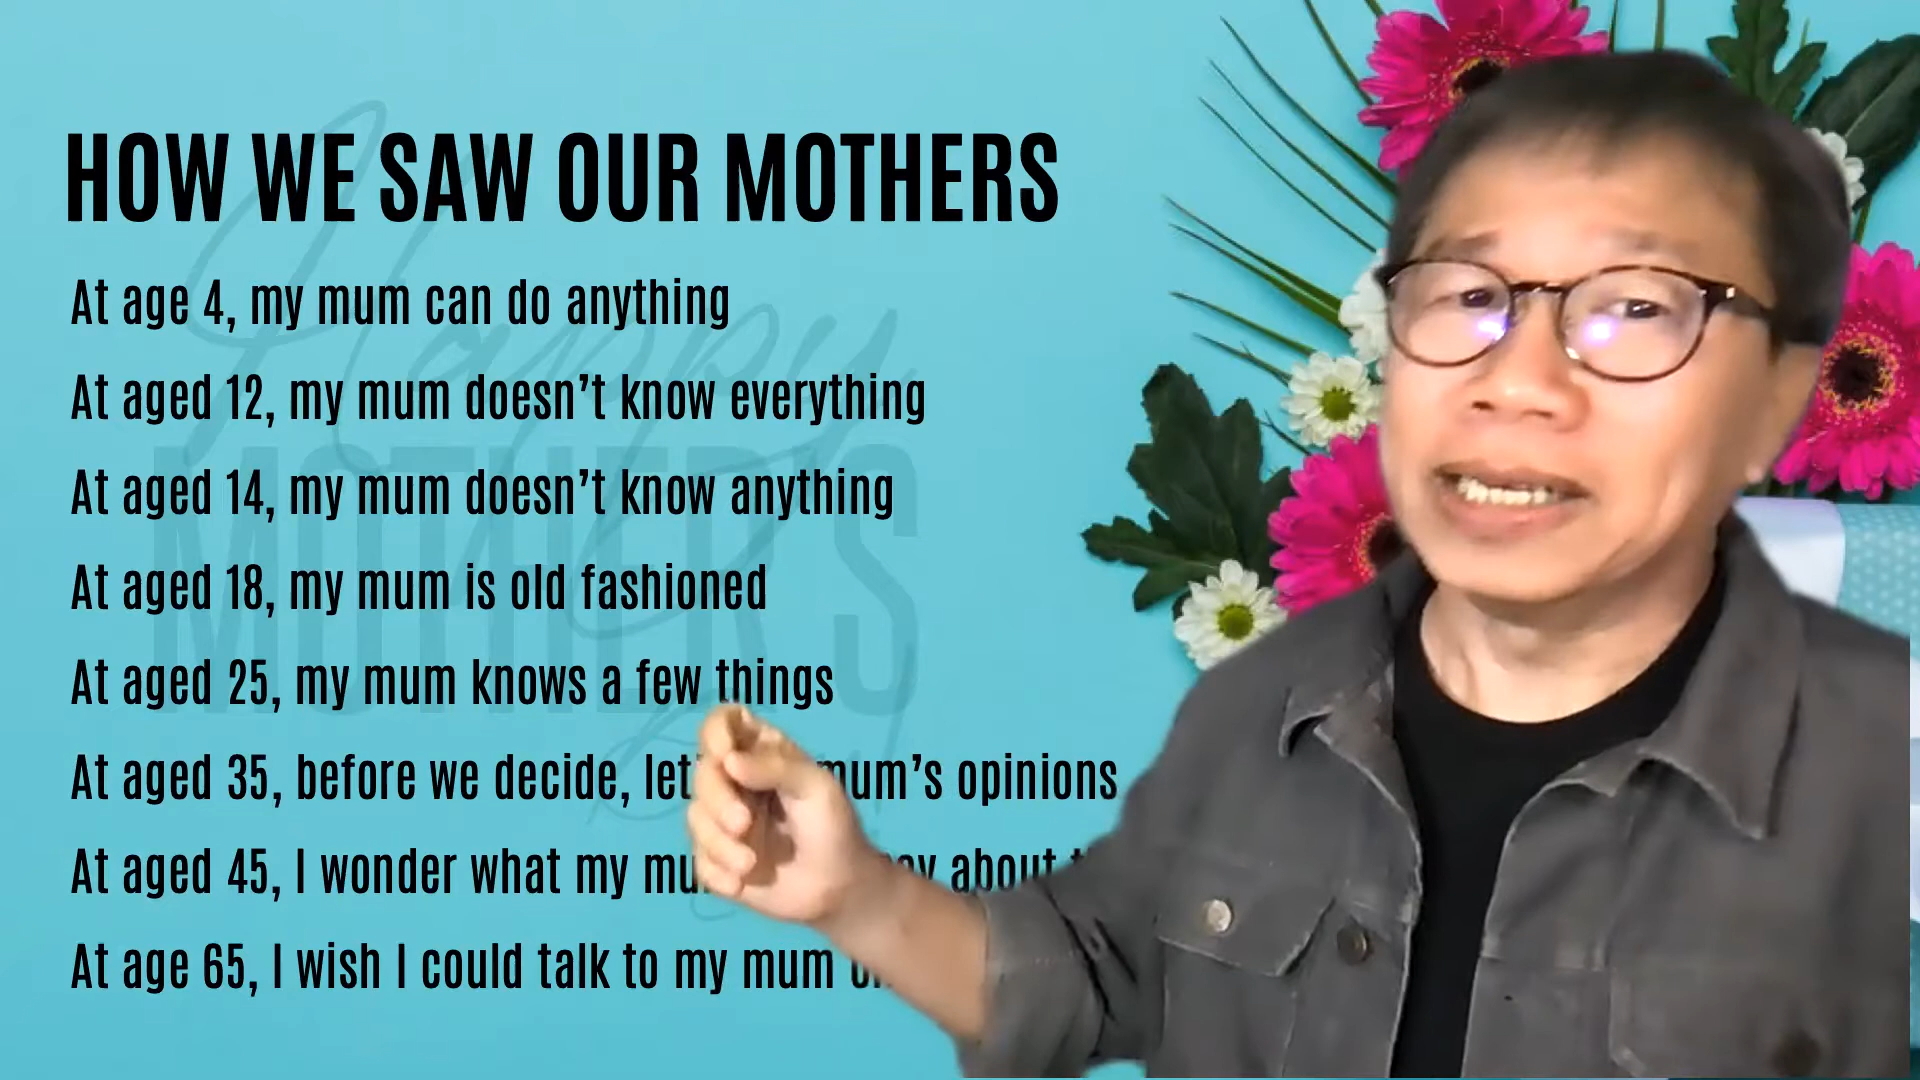 HOW WE SAW OUR MOTHERS
At age 4, my mum can do anything
At aged 12, my mum doesn’t know everything
At aged 14, my mum doesn’t know anything
At aged 18, my mum is old fashioned
At aged 25, my mum knows a few things
At aged 35, before we decide, mum’s opinions
At aged 45, I wonder what my about
At age 65, I wish I could talk to my mum
Happy
MOTHER'S
Day